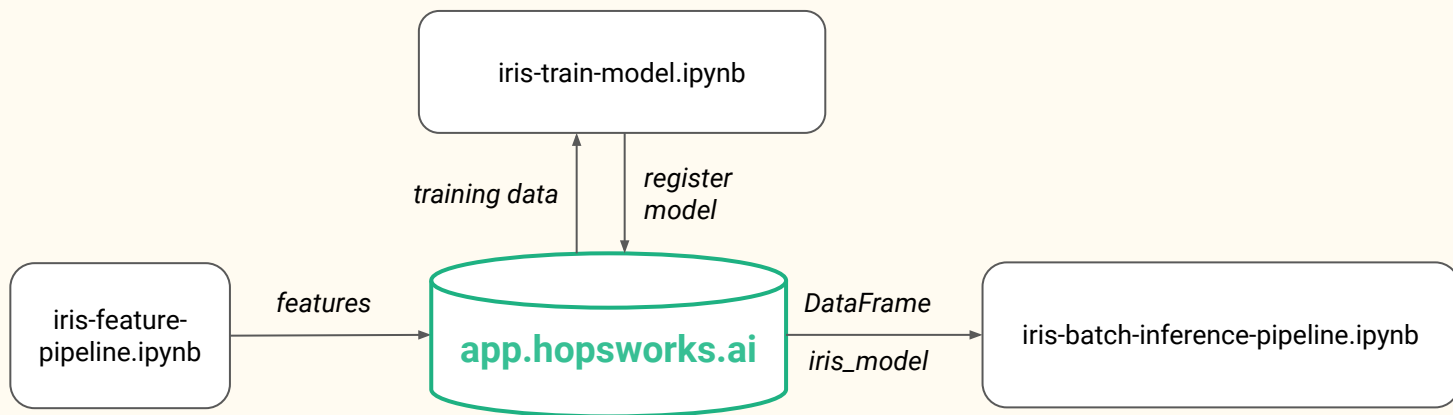 iris-train-model.ipynb
training data
register
model
iris-feature-
pipeline.ipynb
features
app.hopsworks.ai
DataFrame
iris_model
iris-batch-inference-pipeline.ipynb